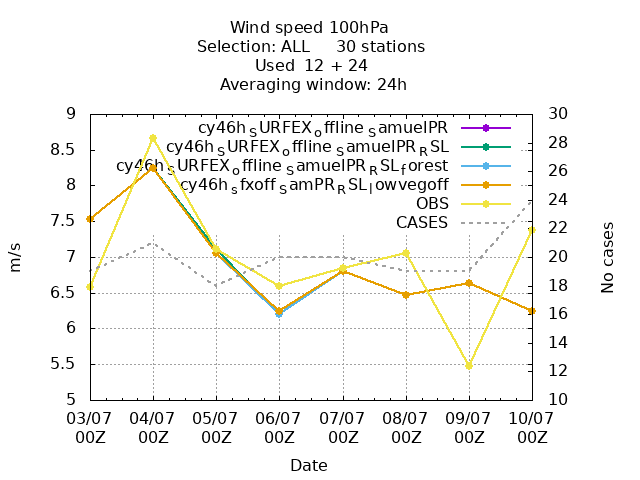 Wind speed 100hPa
Selection: ALL 30 stations
Used 12 + 24
Averaging window: 24h
cy46h_SURFEX_offline_SamuelPR
cy46h_SURFEX_offline_SamuelPR_RSL
cy46h_SURFEX_offline_SamuelPR_RSL_forest
cy46h_sfxoff_SamPR_RSL_lowvegoff
OBS
CASES
9
8.5
8
7.5
7
6.5
6
5.5
5
m/s
30
28
26
24
22
20
18
16
14
12
10
No cases
03/07 04/07 05/07 06/07 07/07 08/07 09/07 10/07
00Z 00Z 00Z 00Z 00Z 00Z 00Z 00Z
Date